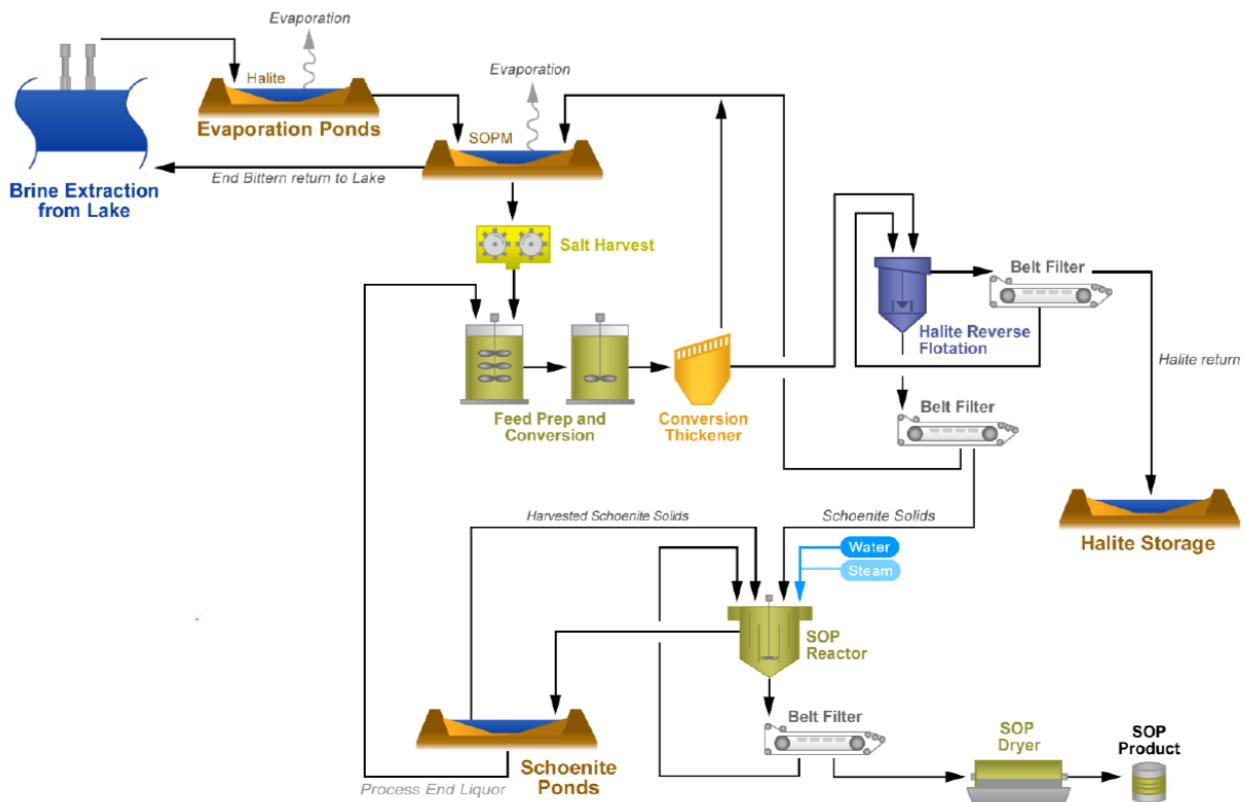 Evaporation
Evaporation
Halite
Evaporation Ponds
SOPM
End Bittern return to Lake
Brine Extraction
from Lake
Salt Harvest
Belt Filter
Halite Reverse
Flotation
Halite return
Feed Prep and
Conversion
Conversion
Thickener
Belt Filter
Harvested Schoenite Solids
Schoenite Solids
Halite Storage
Water
Steam
SOP
Reactor
Belt Filter
SOP
Dryer
SOP
Product
Schoenite
Ponds
Process End Liquor